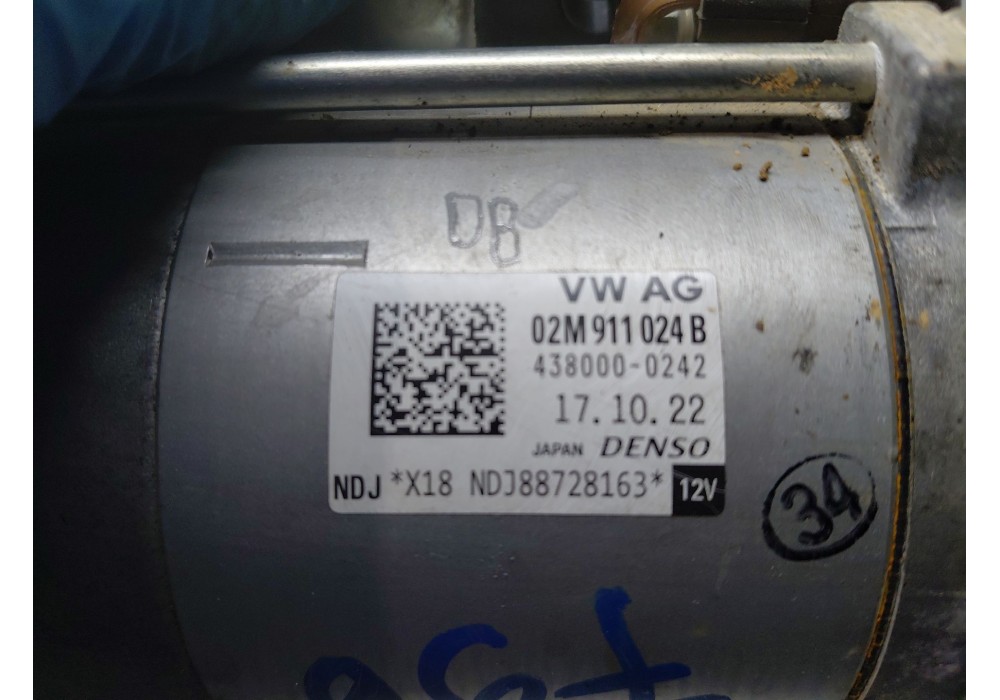 DB
VW AG
02M 911 024 B
438000-0242
17.10.22
JAPAN DENSO
NDJ *X18 NDJ88728163* 12V
34